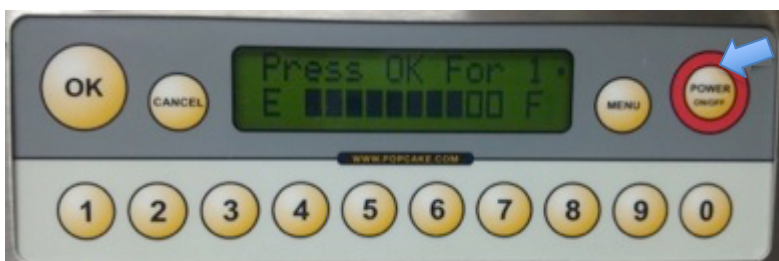 OK
CANCEL
Press OK For 1
E F
MENU
POWER
ON/OFF
WWW.POPCAKE.COM
1 2 3 4 5 6 7 8 9 0